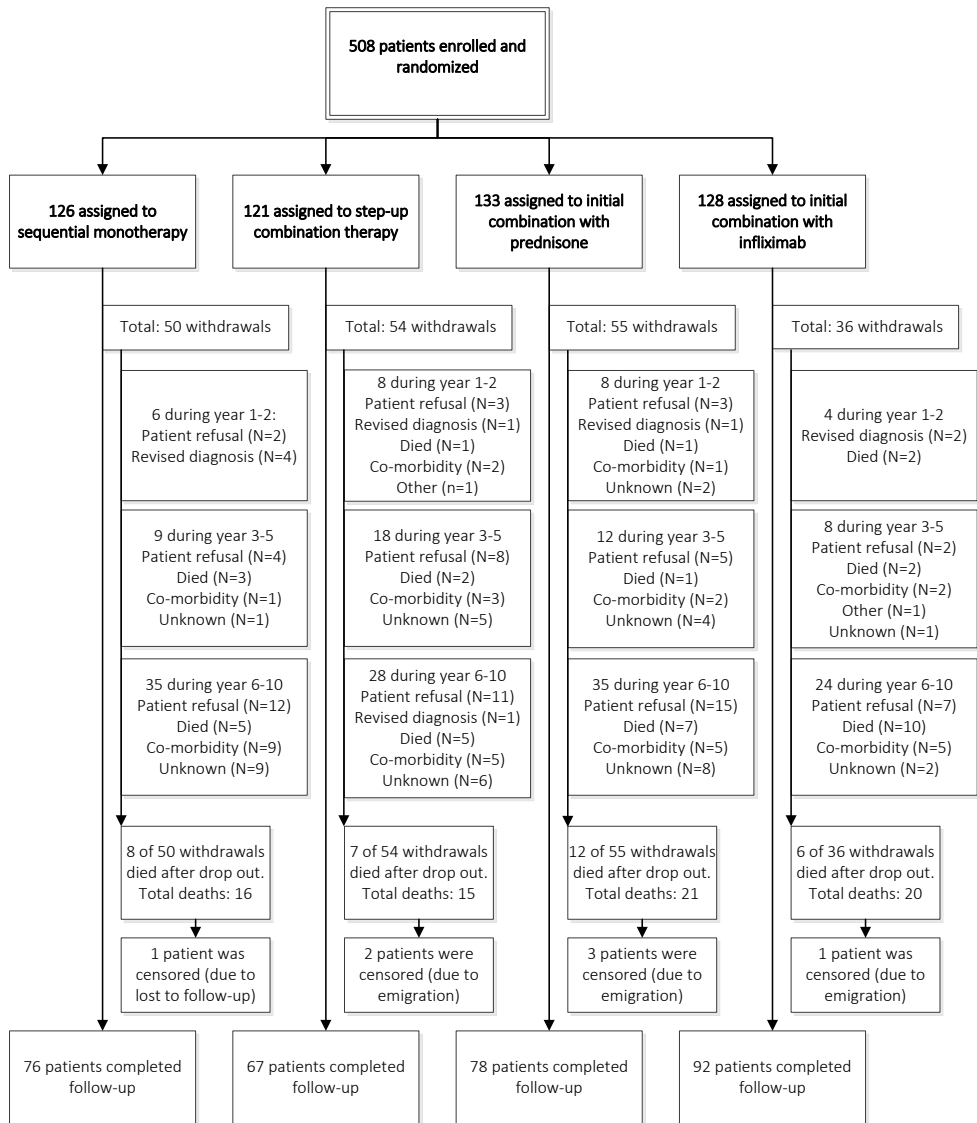 508 patients enrolled and
randomized
126 assigned to
sequential monotherapy
121 assigned to step-up
combination therapy
133 assigned to initial
combination with
prednisone
128 assigned to initial
combination with
infliximab
Total: 50 withdrawals
Total: 54 withdrawals
Total: 55 withdrawals
Total: 36 withdrawals
6 during year 1-2:
Patient refusal (N=2)
Revised diagnosis (N=4)
8 during year 1-2
Patient refusal (N=3)
Revised diagnosis (N=1)
Died (N=1)
Co-morbidity (N=2)
Other (n=1)
8 during year 1-2
Patient refusal (N=3)
Revised diagnosis (N=1)
Died (N=1)
Co-morbidity (N=1)
Unknown (N=2)
4 during year 1-2
Revised diagnosis (N=2)
Died (N=2)
9 during year 3-5
Patient refusal (N=4)
Died (N=3)
Co-morbidity (N=1)
Unknown (N=1)
18 during year 3-5
Patient refusal (N=8)
Died (N=2)
Co-morbidity (N=3)
Unknown (N=5)
12 during year 3-5
Patient refusal (N=5)
Died (N=1)
Co-morbidity (N=2)
Unknown (N=4)
8 during year 3-5
Patient refusal (N=2)
Died (N=2)
Co-morbidity (N=2)
Other (N=1)
Unknown (N=1)
35 during year 6-10
Patient refusal (N=12)
Died (N=5)
Co-morbidity (N=9)
Unknown (N=9)
28 during year 6-10
Patient refusal (N=11)
Revised diagnosis (N=1)
Died (N=5)
Co-morbidity (N=5)
Unknown (N=6)
35 during year 6-10
Patient refusal (N=15)
Died (N=7)
Co-morbidity (N=5)
Unknown (N=8)
24 during year 6-10
Patient refusal (N=7)
Died (N=10)
Co-morbidity (N=5)
Unknown (N=2)
8 of 50 withdrawals
died after drop out.
Total deaths: 16
7 of 54 withdrawals
died after drop out.
Total deaths: 15
12 of 55 withdrawals
died after drop out.
Total deaths: 21
6 of 36 withdrawals
died after drop out.
Total deaths: 20
1 patient was
censored (due to
lost to follow-up)
2 patients were
censored (due to
emigration)
3 patients were
censored (due to
emigration)
1 patient was
censored (due to
emigration)
76 patients completed
follow-up
67 patients completed
follow-up
78 patients completed
follow-up
92 patients completed
follow-up